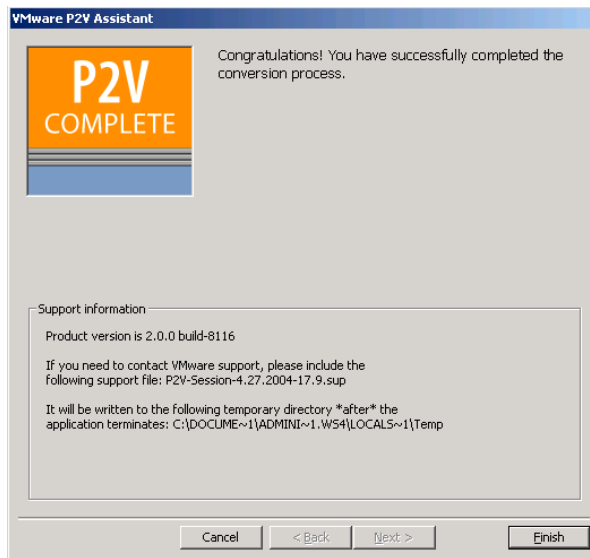 VMware P2V Assistant
P2V
COMPLETE
Congratulations! You have successfully completed the
conversion process.
Support information
Product version is 2.0.0 build-8116
If you need to contact VMware support, please include the
following support file: P2V-Session-4.27.2004-17.9.sup
It will be written to the following temporary directory *after* the
application terminates: C:\DOCUME~1\ADMINI~1.WS4\LOCALS~1\Temp
Cancel
< Back
Next >
Finish